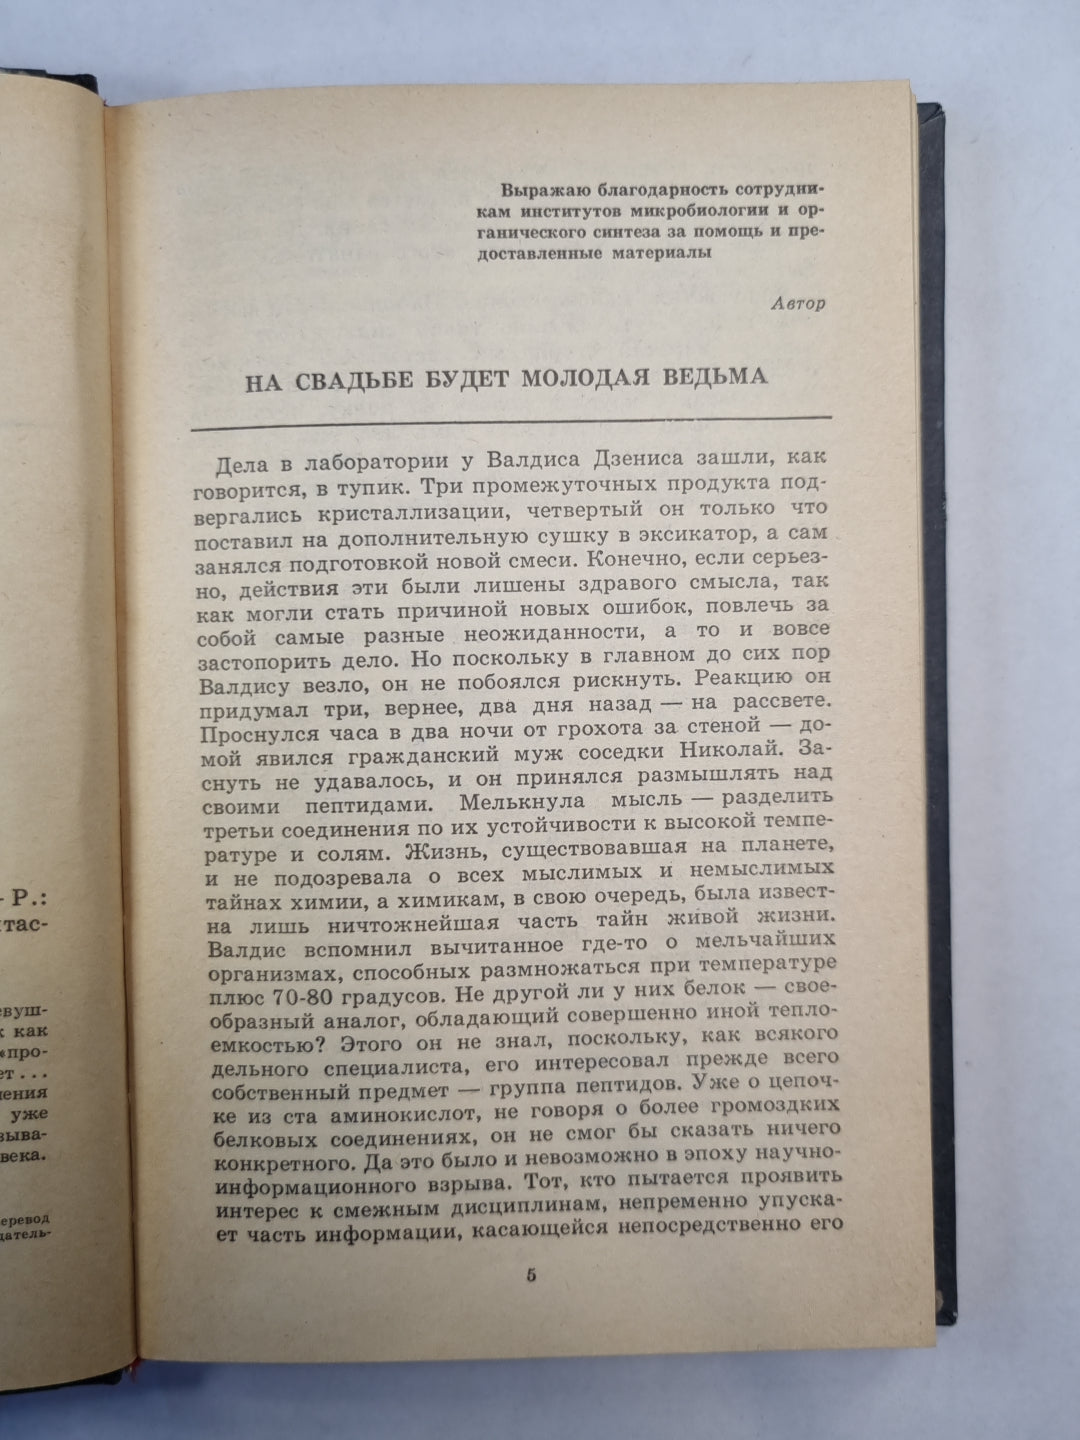 - Р.:
тас-
евуш-
к как
«про-
ет . . .
ления
уже
зыва-
века.
еревод
датель-
Выражаю благодарность сотрудни-
кам институтов микробиологии и ор-
ганического синтеза за помощь и пре-
доставленные материалы
Автор
НА СВАДЬБЕ БУДЕТ МОЛОДАЯ ВЕДЬМА
Дела в лаборатории у Валдиса Дзениса зашли, как
говорится, в тупик. Три промежуточных продукта под-
вергались кристаллизации, четвертый он только что
поставил на дополнительную сушку в эксикатор, а сам
занялся подготовкой новой смеси. Конечно, если серьез-
но, действия эти были лишены здравого смысла, так
как могли стать причиной новых ошибок, повлечь за
собой самые разные неожиданности, а то и вовсе
застопорить дело. Но поскольку в главном до сих пор
Валдису везло, он не побоялся рискнуть. Реакцию он
придумал три, вернее, два дня назад — на рассвете.
Проснулся часа в два ночи от грохота за стеной — до-
мой явился гражданский муж соседки Николай. За-
снуть не удавалось, и он принялся размышлять над
своими пептидами. Мелькнула мысль — разделить
третьи соединения по их устойчивости к высокой темпе-
ратуре и солям. Жизнь, существовавшая на планете,
и не подозревала о всех мыслимых и немыслимых
тайнах химии, а химикам, в свою очередь, была извест-
на лишь ничтожнейшая часть тайн живой жизни.
Валдис вспомнил вычитанное где-то о мельчайших
организмах, способных размножаться при температуре
плюс 70-80 градусов. Не другой ли у них белок — свое-
образный аналог, обладающий совершенно иной тепло-
емкостью? Этого он не знал, поскольку, как всякого
дельного специалиста, его интересовал прежде всего
собственный предмет — группа пептидов. Уже о цепоч-
ке из ста аминокислот, не говоря о более громоздких
белковых соединениях, он не смог бы сказать ничего
конкретного. Да это было и невозможно в эпоху научно-
информационного взрыва. Тот, кто пытается проявить
интерес к смежным дисциплинам, непременно упуска-
ет часть информации, касающейся непосредственно его
5